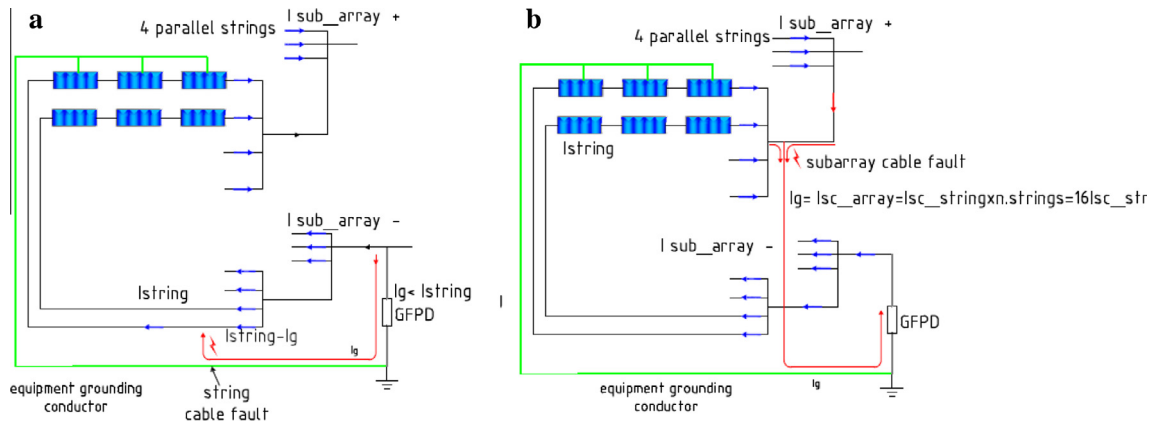 a
I sub_array +
4 parallel strings
I sub_array -
Istring
Ig< Istring
GFPD
Istring-Ig
Ig
equipment grounding
conductor
string
cable fault
b
I sub_array +
4 parallel strings
Istring
subarray cable fault
Ig= Isc_array=Isc_stringxn.strings=16Isc_str
I sub_array -
I
GFPD
Ig
equipment grounding
conductor